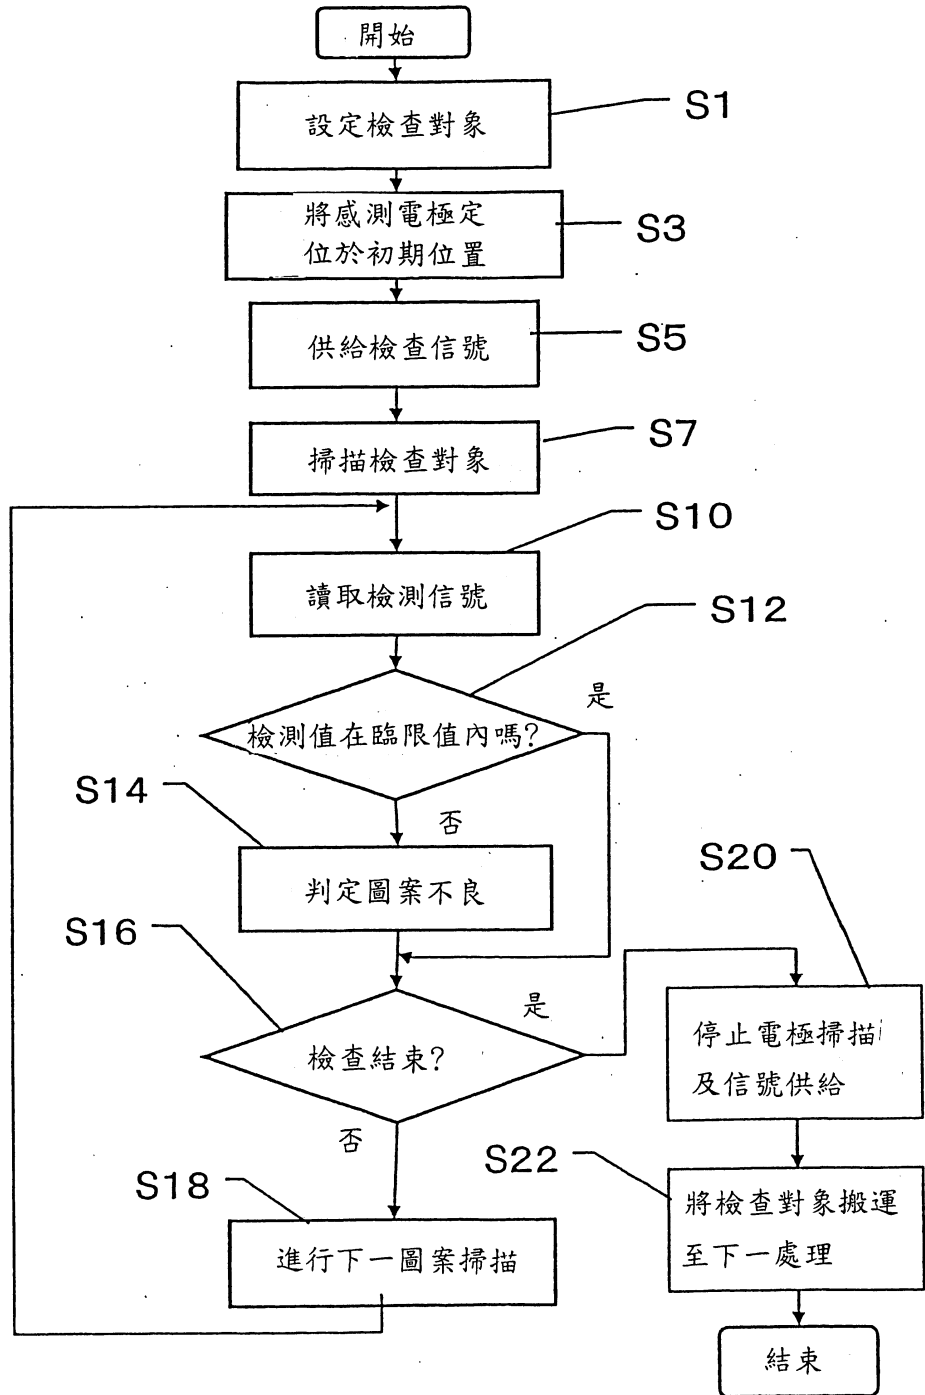 開始
設定檢查對象
S1
將感測電極定
位於初期位置
S3
供給檢查信號
S5
掃描檢查對象
S7
讀取檢測信號
S10
檢測值在臨限值內嗎?
S12
是
否
判定圖案不良
S14
檢查結束?
S16
是
否
進行下一圖案掃描
S18
停止電極掃描
及信號供給
S20
將檢查對象搬運
至下一處理
S22
結束